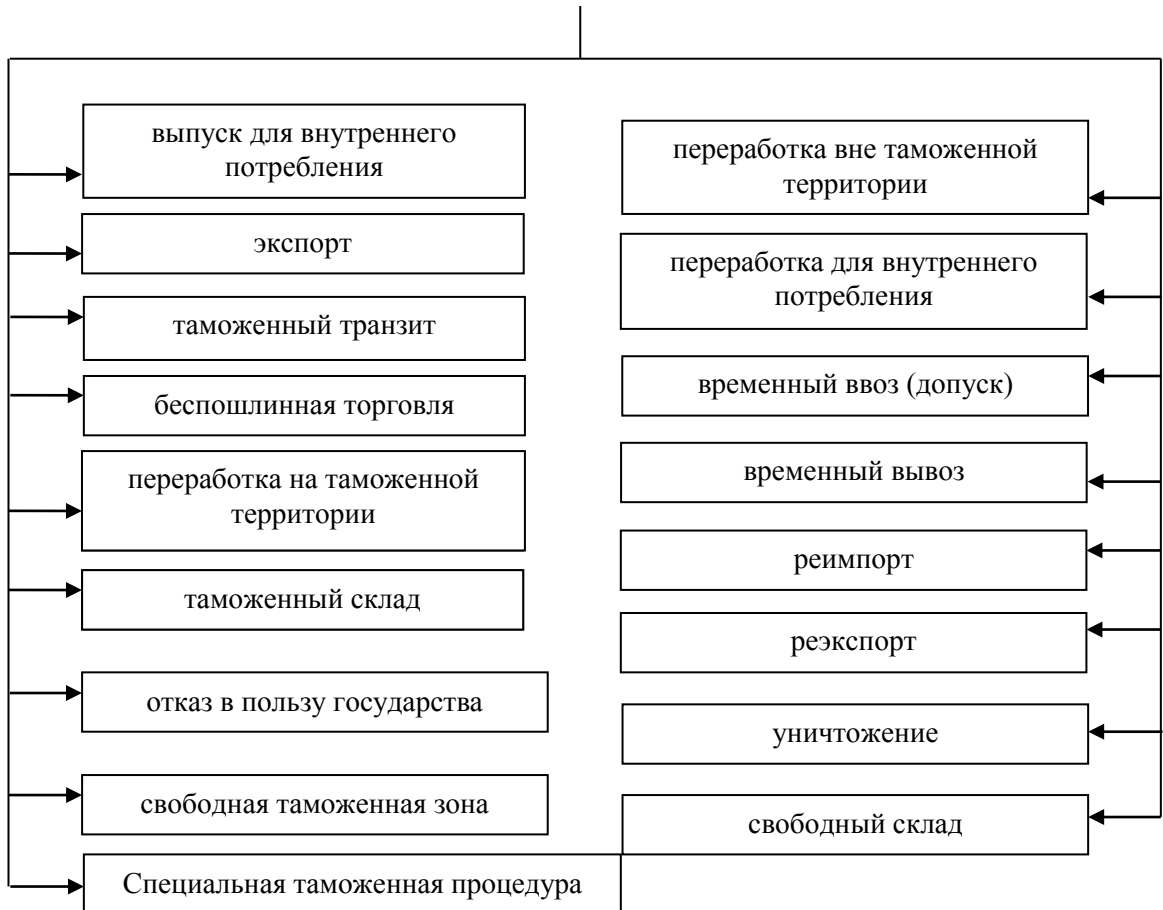 выпуск для внутреннего
потребления
экспорт
таможенный транзит
беспошлинная торговля
переработка на таможенной
территории
таможенный склад
отказ в пользу государства
свободная таможенная зона
Специальная таможенная процедура
переработка вне таможенной
территории
переработка для внутреннего
потребления
временный ввоз (допуск)
временный вывоз
реимпорт
реэкспорт
уничтожение
свободный склад